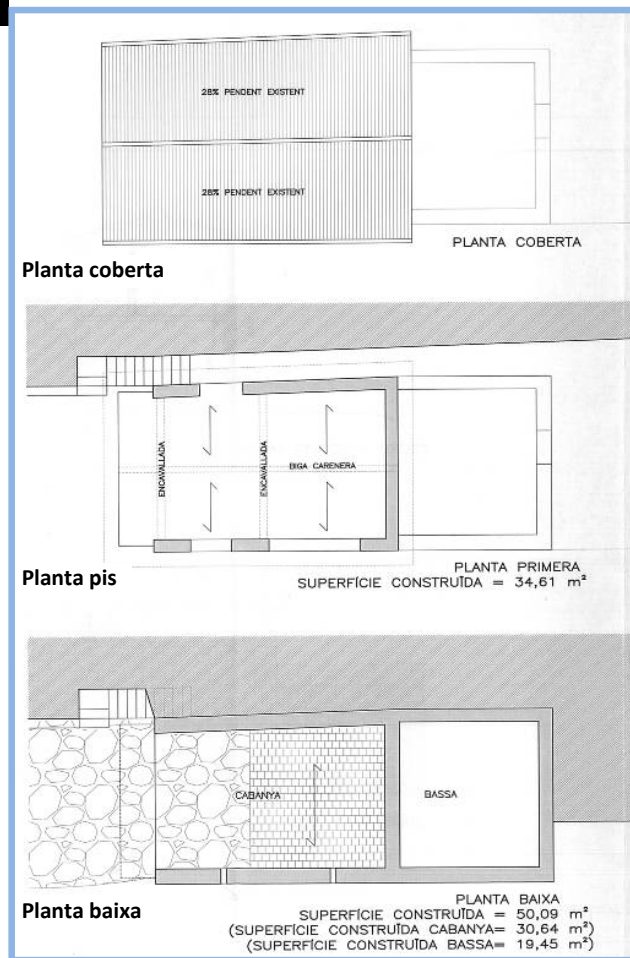 28% PENDENT EXISTENT
28% PENDENT EXISTENT
PLANTA COBERTA
Planta coberta
ENCAVALLADA
ENCAVALLADA
BIGA CARENERA
PLANTA PRIMERA
Planta pis
SUPERFÍCIE CONSTRUÏDA = 34,61 m²
CABANYA
BASSA
PLANTA BAIXA
Planta baixa
SUPERFÍCIE CONSTRUÏDA = 50,09 m²
(SUPERFÍCIE CONSTRUÏDA CABANYA= 30,64 m²)
(SUPERFÍCIE CONSTRUÏDA BASSA= 19,45 m²)